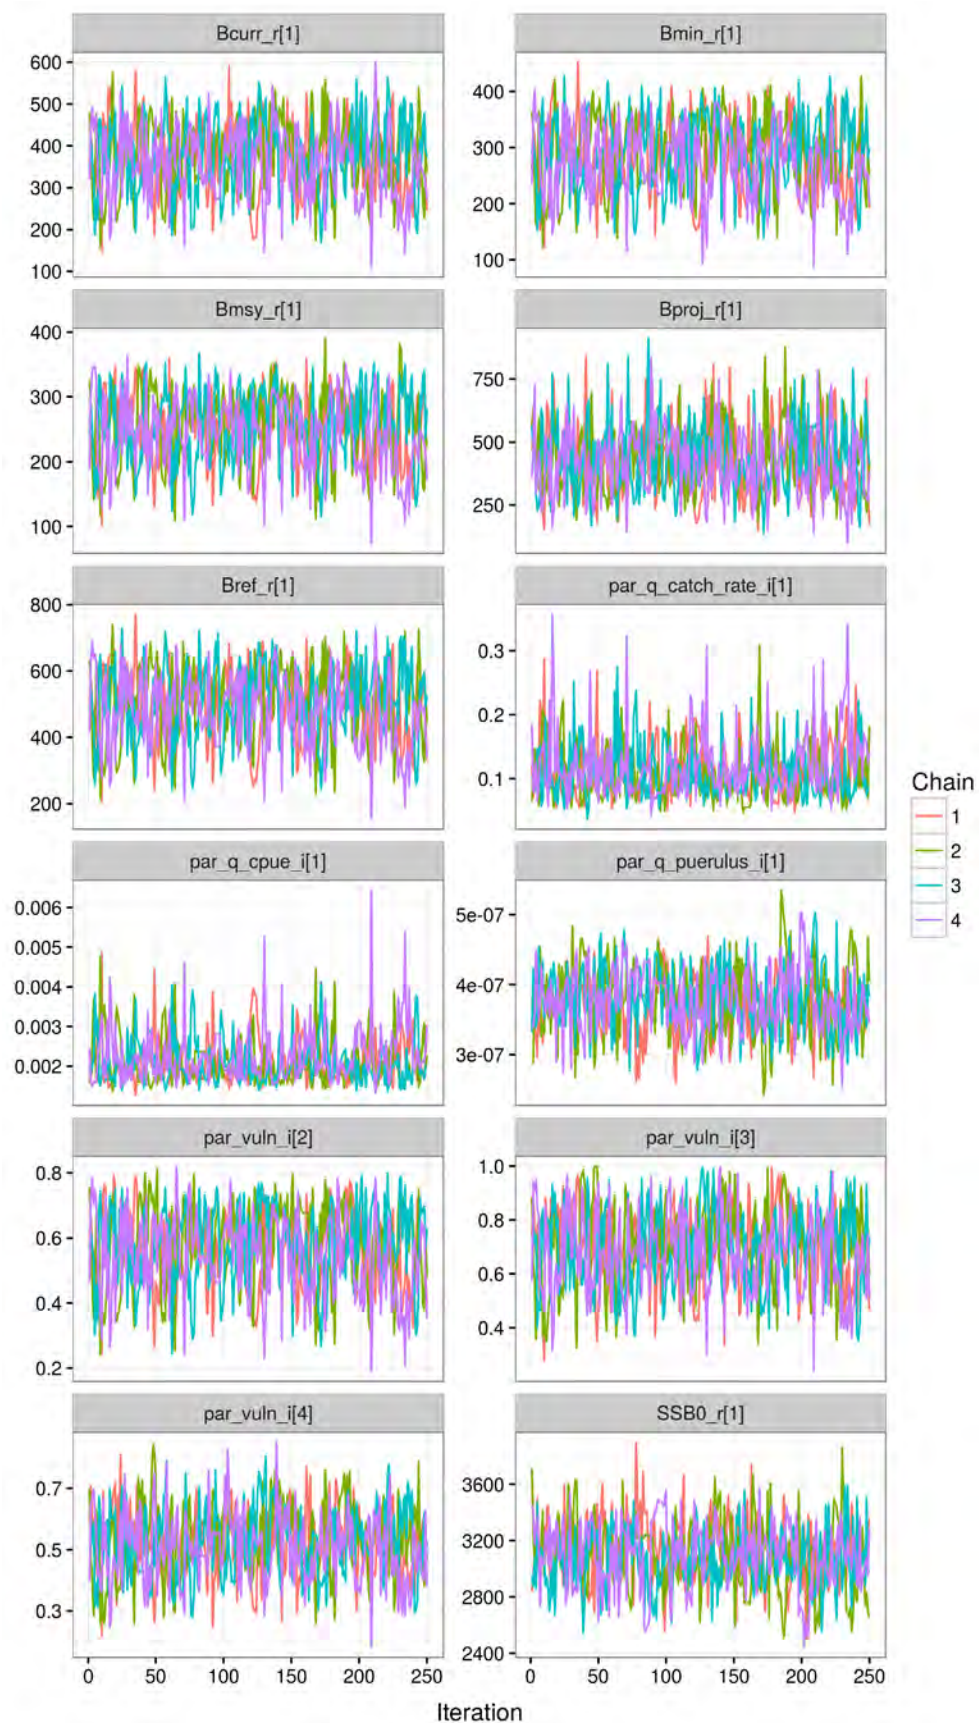 Bcurr_r[1]
600
500
400
300
200
100
Bmin_r[1]
400
300
200
100
Bmsy_r[1]
400
300
200
100
Bproj_r[1]
750
500
250
Bref_r[1]
800
600
400
200
par_q_catch_rate_i[1]
0.3
0.2
0.1
par_q_cpue_i[1]
0.006
0.005
0.004
0.003
0.002
par_q_puerulus_i[1]
5e-07
4e-07
3e-07
par_vuln_i[2]
0.8
0.6
0.4
0.2
par_vuln_i[3]
1.0
0.8
0.6
0.4
par_vuln_i[4]
0.7
0.5
0.3
0 50 100 150 200 250
SSB0_r[1]
3600
3200
2800
2400
0 50 100 150 200 250
Iteration
Chain
1
2
3
4